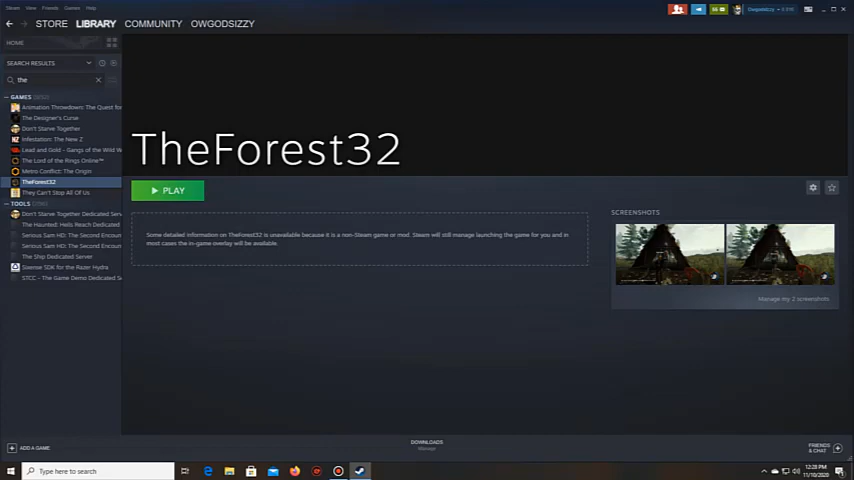 Steam View Friends Games Help
Owgodsizzy
STORE LIBRARY COMMUNITY OWGODSIZZY
HOME
SEARCH RESULTS
the
GAMES
Animation Throwdown: The Quest for
The Designer's Curse
Don't Starve Together
Infestation: The New Z
Lead and Gold - Gangs of the Wild W
The Lord of the Rings Online™
Metro Conflict: The Origin
TheForest32
They Can't Stop All Of Us
TOOLS
Don't Starve Together Dedicated Serv
The Haunted: Hells Reach Dedicated
Serious Sam HD: The Second Encoun
Serious Sam HD: The Second Encoun
The Ship Dedicated Server
Sixense SDK for the Razer Hydra
STCC - The Game Demo Dedicated S
TheForest32
PLAY
Some detailed information on TheForest32 is unavailable because it is a non-Steam game or mod. Steam will still manage launching the game for you and in
most cases the in-game overlay will be available.
SCREENSHOTS
Manage my 2 screenshots
ADD A GAME
DOWNLOADS
Manage
FRIENDS
& CHAT
Type here to search
12:28 PM
11/10/2020